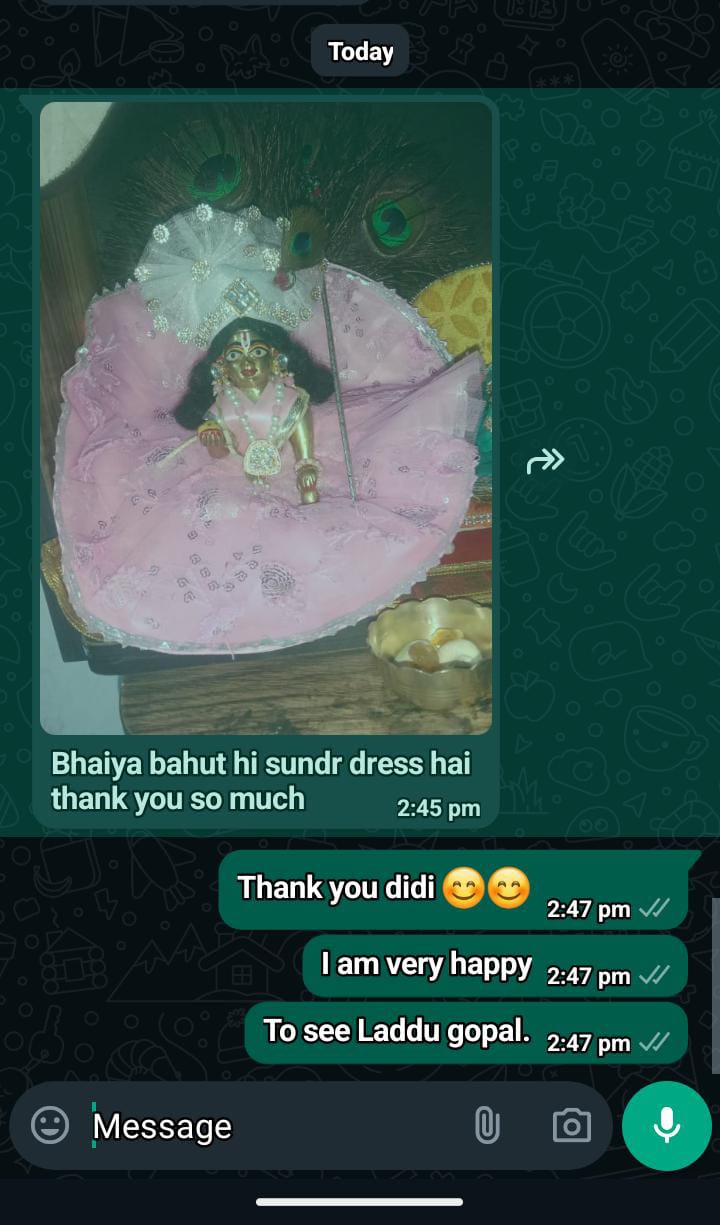 Today
Bhaiya bahut hi sundr dress hai
thank you so much
2:45 pm
Thank you didi 😊😊
2:47 pm
I am very happy
2:47 pm
To see Laddu gopal.
2:47 pm
Message